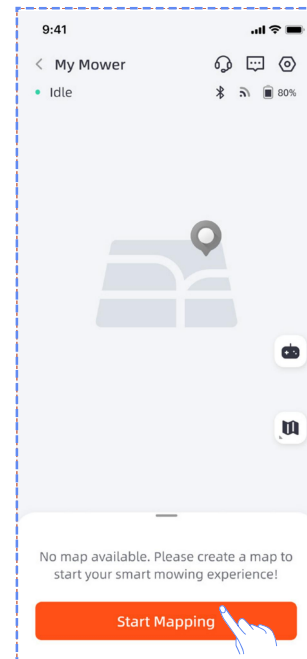 9:41
My Mower
Idle
80%
No map available. Please create a map to
start your smart mowing experience!
Start Mapping